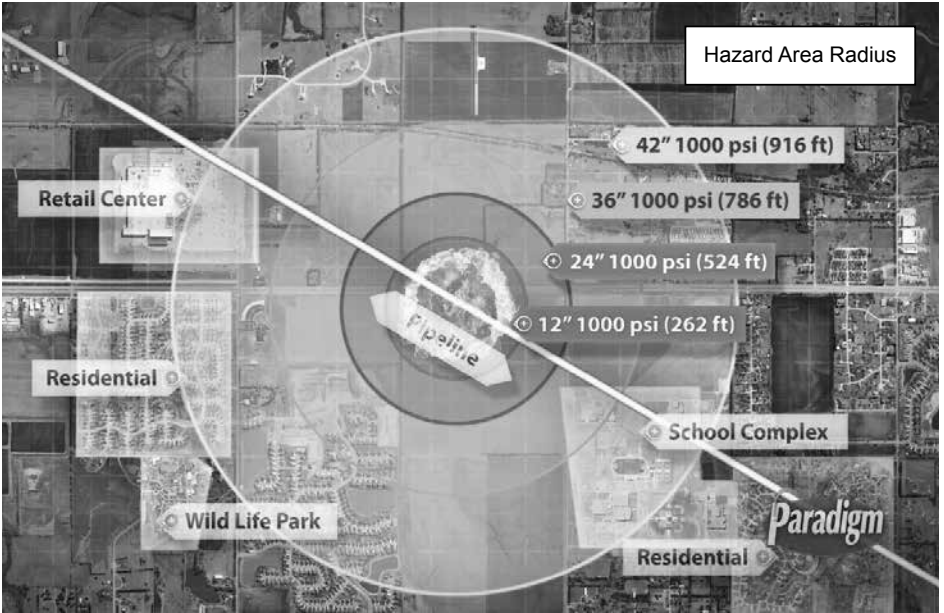 Hazard Area Radius
42" 1000 psi (916 ft)
Retail Center
36" 1000 psi (786 ft)
24" 1000 psi (524 ft)
12" 1000 psi (262 ft)
Pipeline
Residential
School Complex
Wild Life Park
Paradigm
Residential